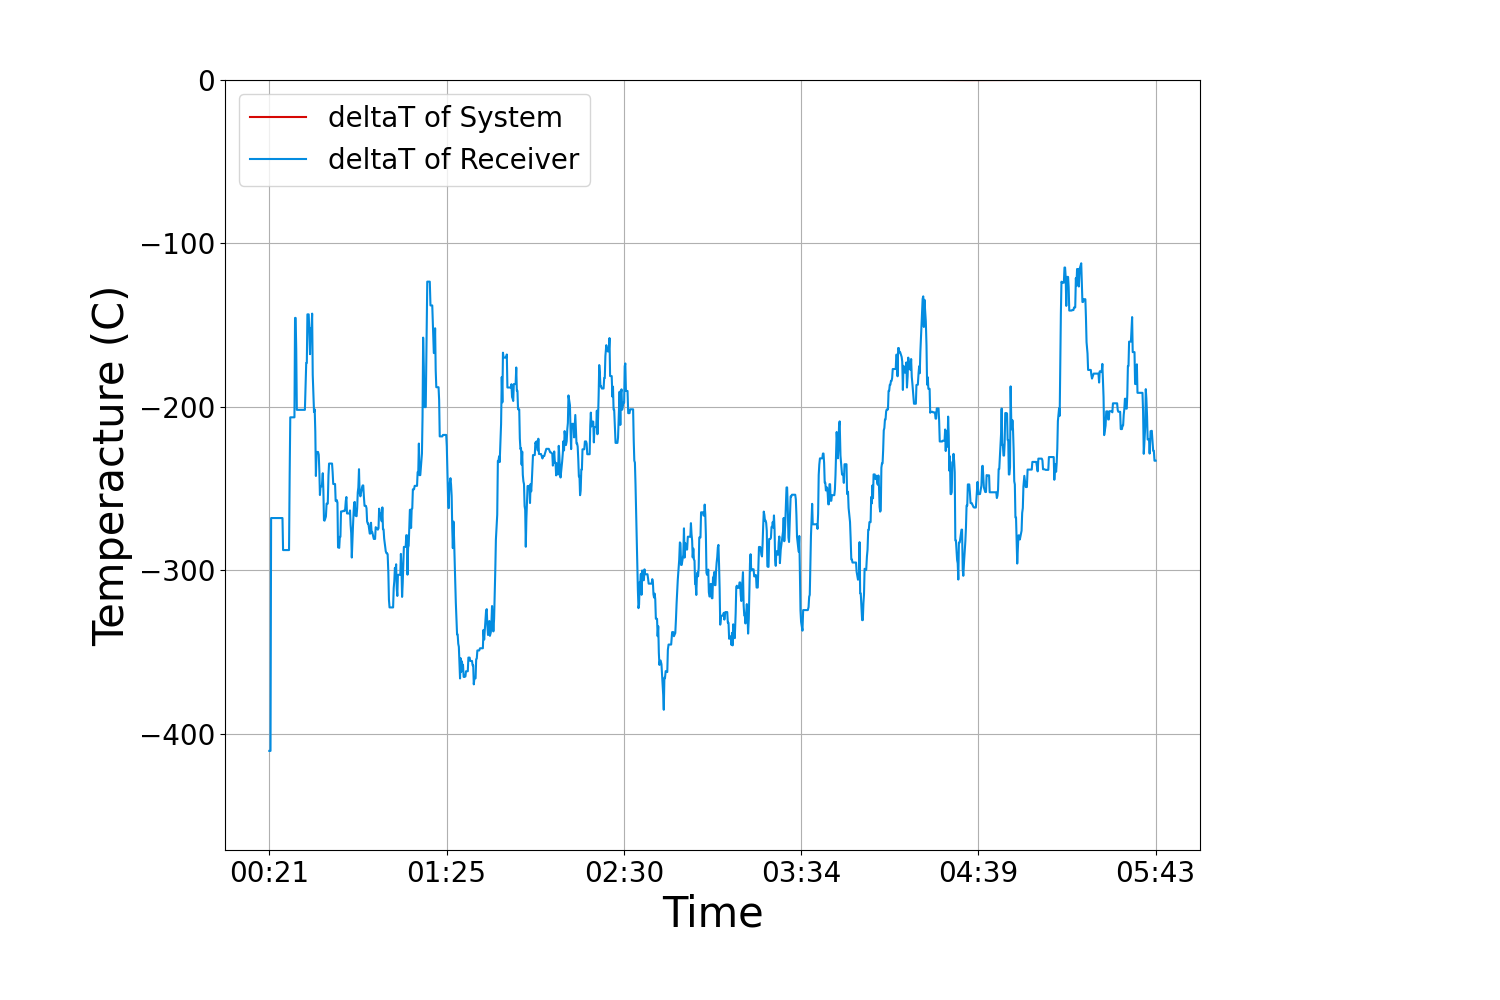 0
deltaT of System
deltaT of Receiver
−100
−200
−300
−400
Temperacture (C)
00:21 01:25 02:30 03:34 04:39 05:43
Time